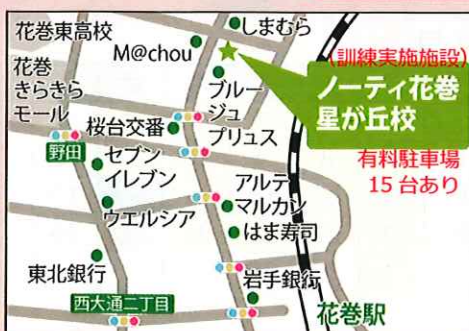 花巻東高校
しまむら
M@chou
(訓練実施施設)
ノーティ花巻
星が丘校
有料駐車場
15台あり
花巻
きらきら
モール
ブルー
ジュ
プリュス
桜台交番
野田
セブン
イレブン
アルテ
マルカン
ウエルシア
はま寿司
東北銀行
岩手銀行
西大通二丁目
花巻駅